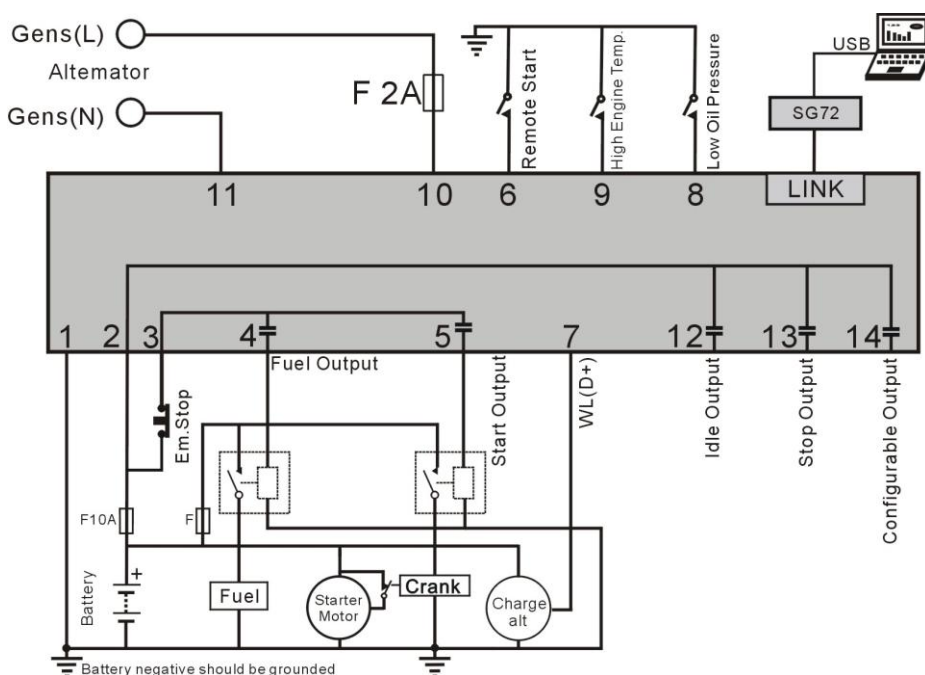 Gens(L)
Altemator
Gens(N)
F 2A
Remote Start
High Engine Temp.
Low Oil Pressure
USB
SG72
11
10
6
9
8
LINK
1
2
3
4
5
7
12
13
14
Fuel Output
Start Output
WL(D+)
Idle Output
Stop Output
Configurable Output
Em.Stop
F10A
F
Battery
+
Fuel
Starter
Motor
Crank
Charge
alt
Battery negative should be grounded